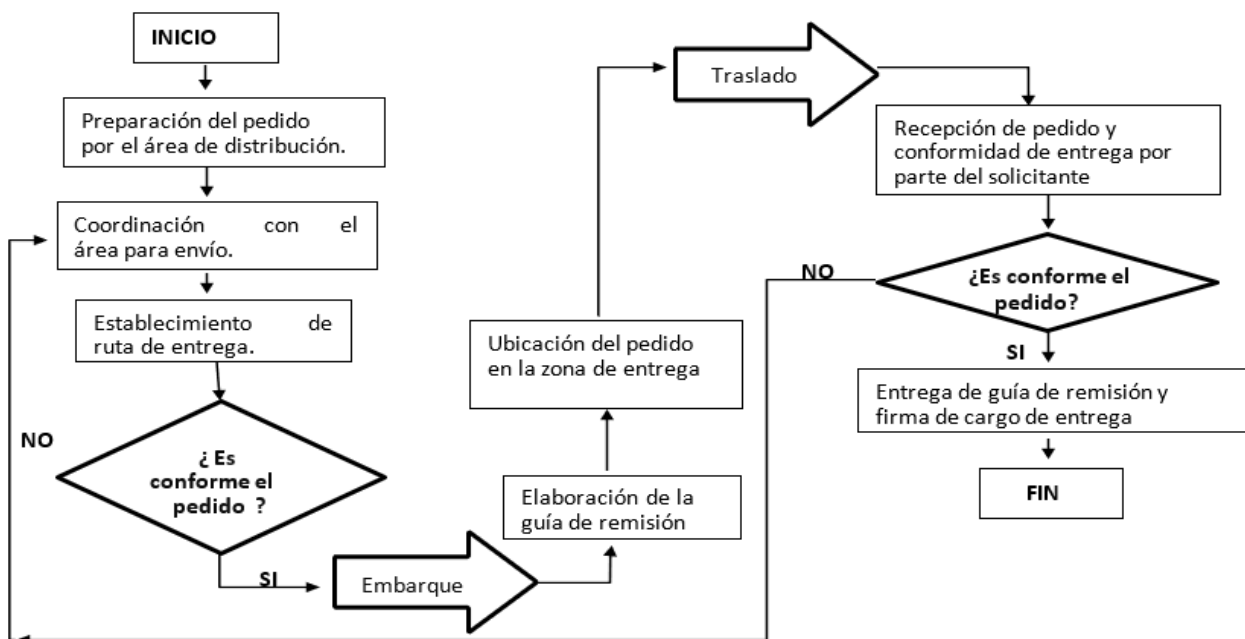 INICIO
Preparación del pedido
por el área de distribución.
Coordinación con el
área para envío.
Establecimiento de
ruta de entrega.
NO
¿ Es
conforme el
pedido ?
SI
Embarque
Elaboración de la
guía de remisión
Ubicación del pedido
en la zona de entrega
Traslado
Recepción de pedido y
conformidad de entrega por
parte del solicitante
NO
¿Es conforme el
pedido?
SI
Entrega de guía de remisión y
firma de cargo de entrega
FIN